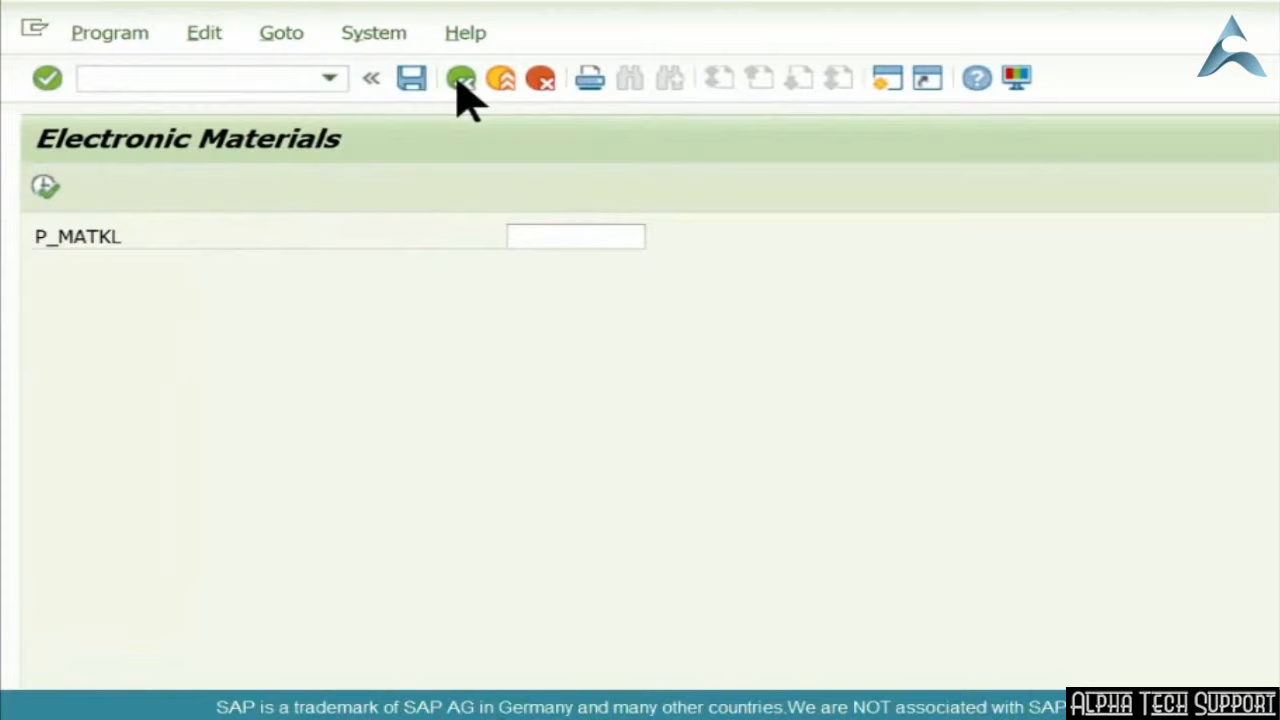 Program Edit Goto System Help
Electronic Materials
P_MATKL
SAP is a trademark of SAP AG in Germany and many other countries.We are NOT associated with SAP
ALPHA TECH SUPPORT